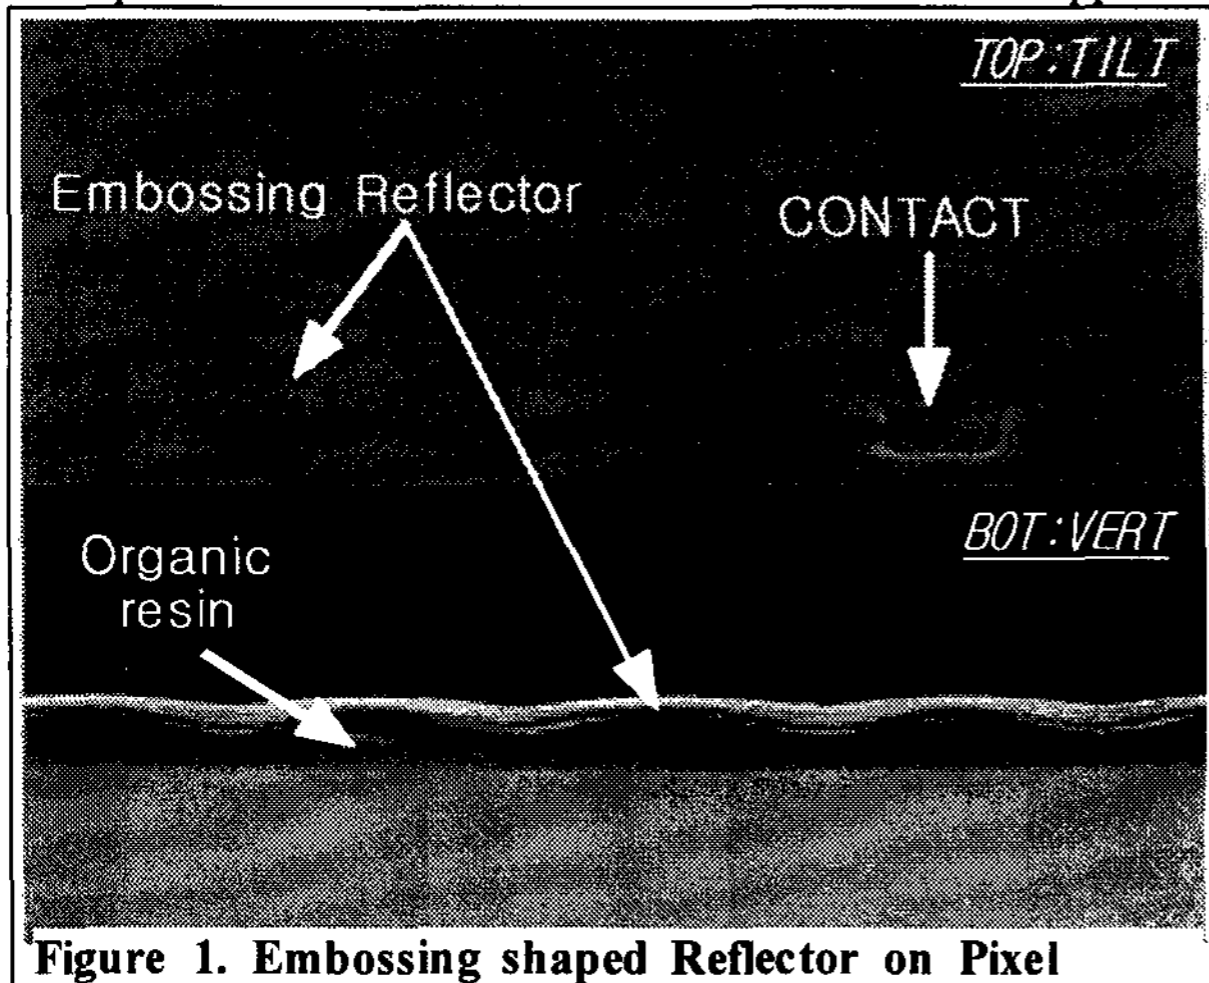 TOP:TILT
Embossing Reflector
CONTACT
BOT:VERT
Organic
resin
Figure 1. Embossing shaped Reflector on Pixel